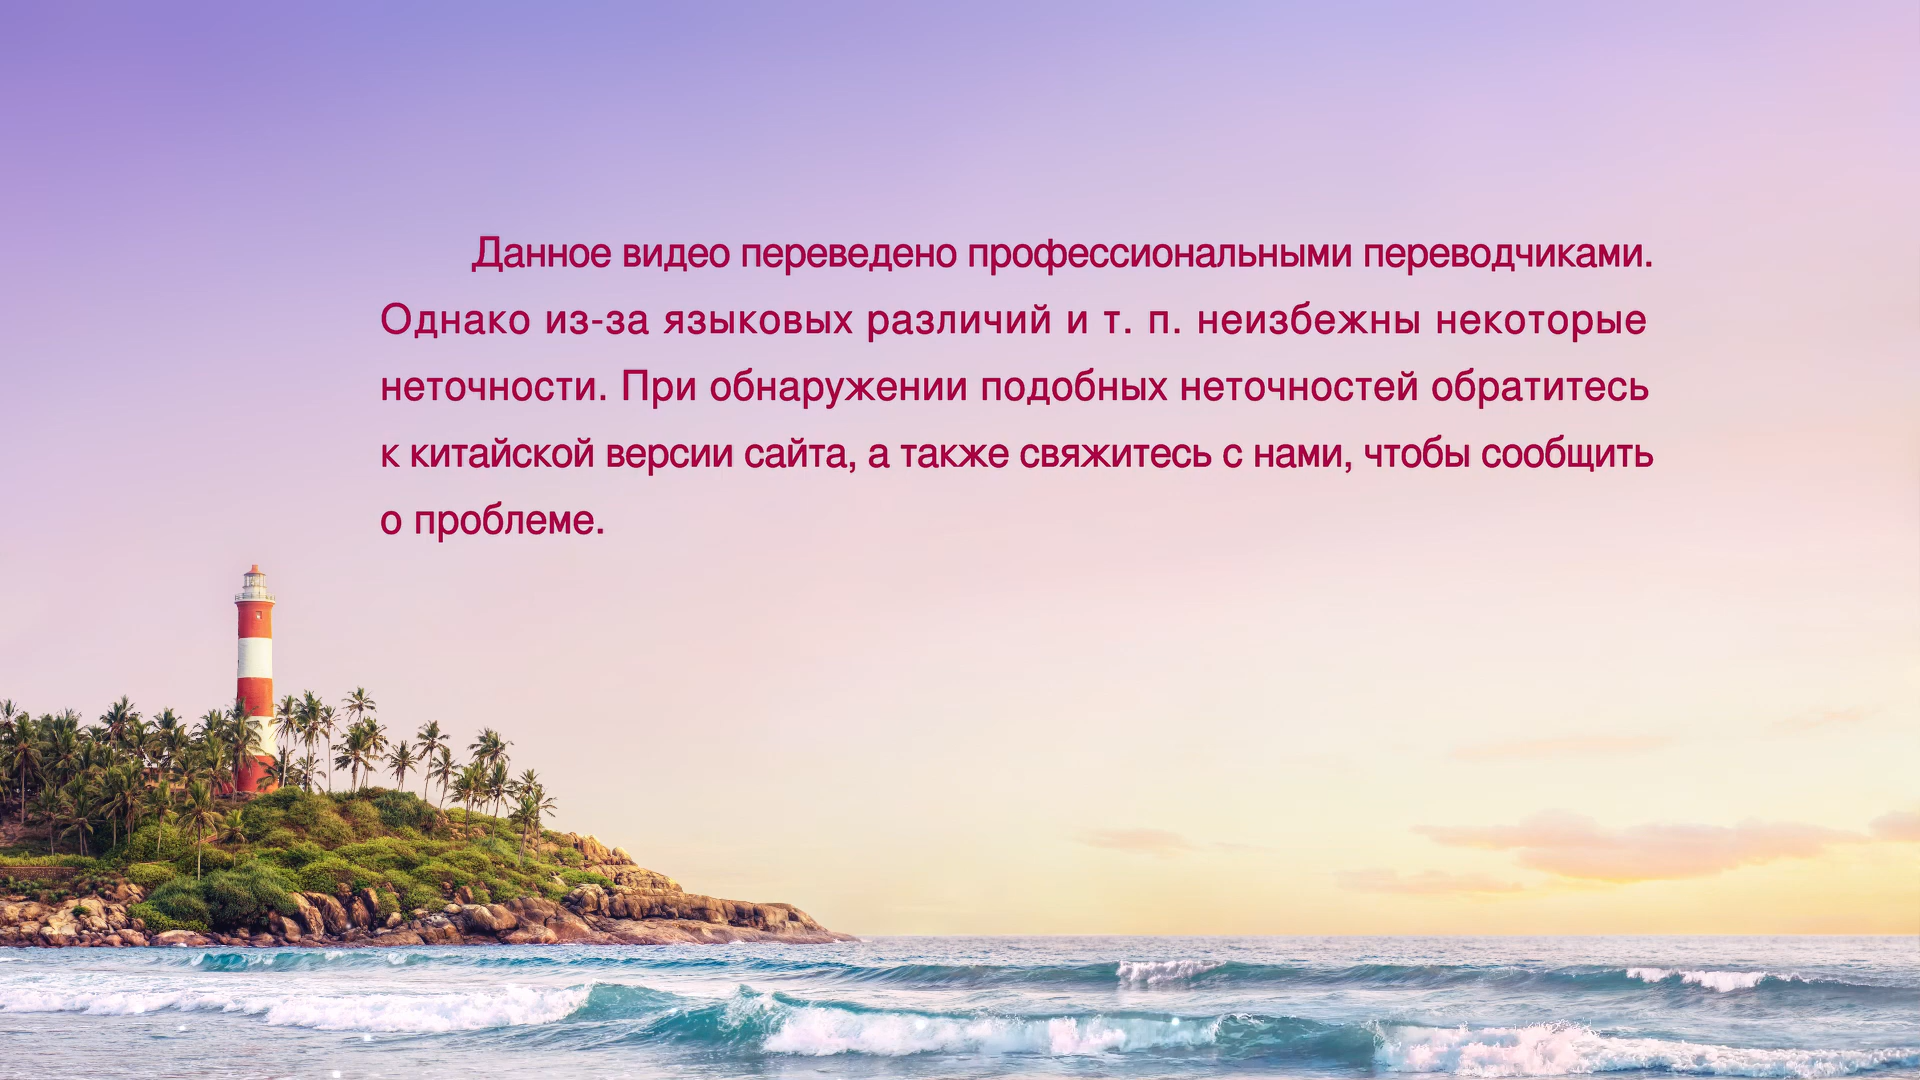 Данное видео переведено профессиональными переводчиками.
Однако из-за языковых различий и т. п. неизбежны некоторые
неточности. При обнаружении подобных неточностей обратитесь
к китайской версии сайта, а также свяжитесь с нами, чтобы сообщить
о проблеме.